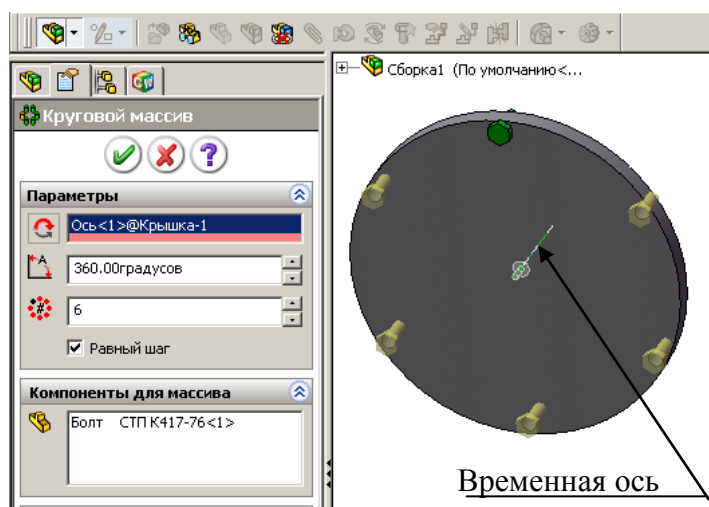 Сборка1 (По умолчанию<...
Круговой массив
Параметры
Ось<1>@Крышка-1
360.00градусов
6
Равный шаг
Компоненты для массива
Болт СТП К417-76<1>
Временная ось